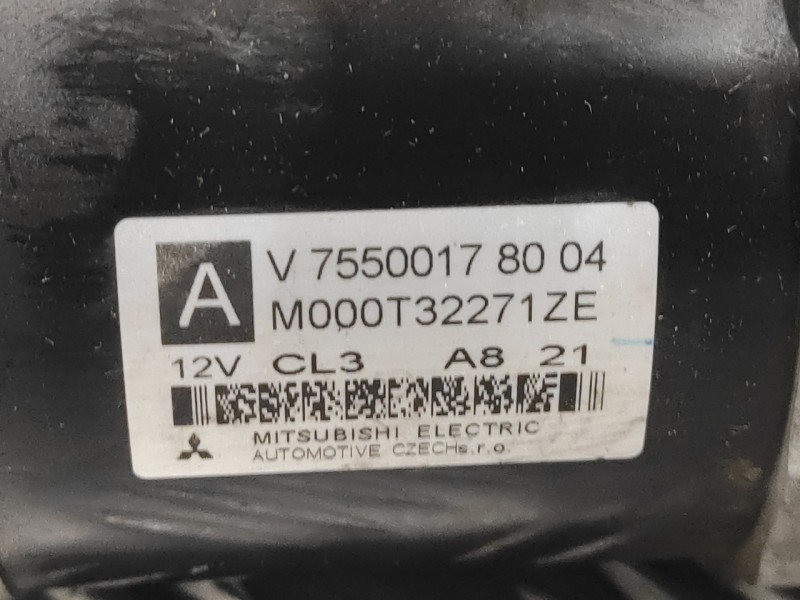 A
V 7550017 80 04
M000T32271ZE
12V CL3 A8 21
MITSUBISHI ELECTRIC
AUTOMOTIVE CZECHs.r.o.